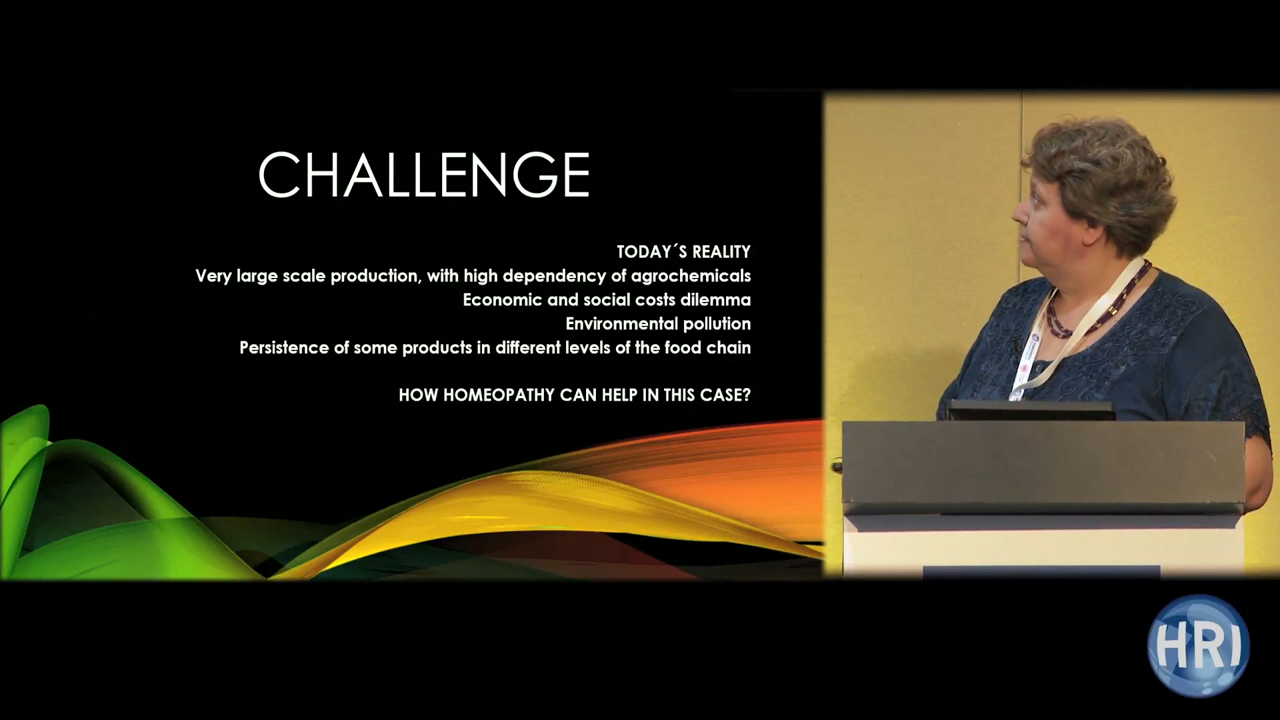 CHALLENGE
TODAY´S REALITY
Very large scale production, with high dependency of agrochemicals
Economic and social costs dilemma
Environmental pollution
Persistence of some products in different levels of the food chain
HOW HOMEOPATHY CAN HELP IN THIS CASE?
HRI